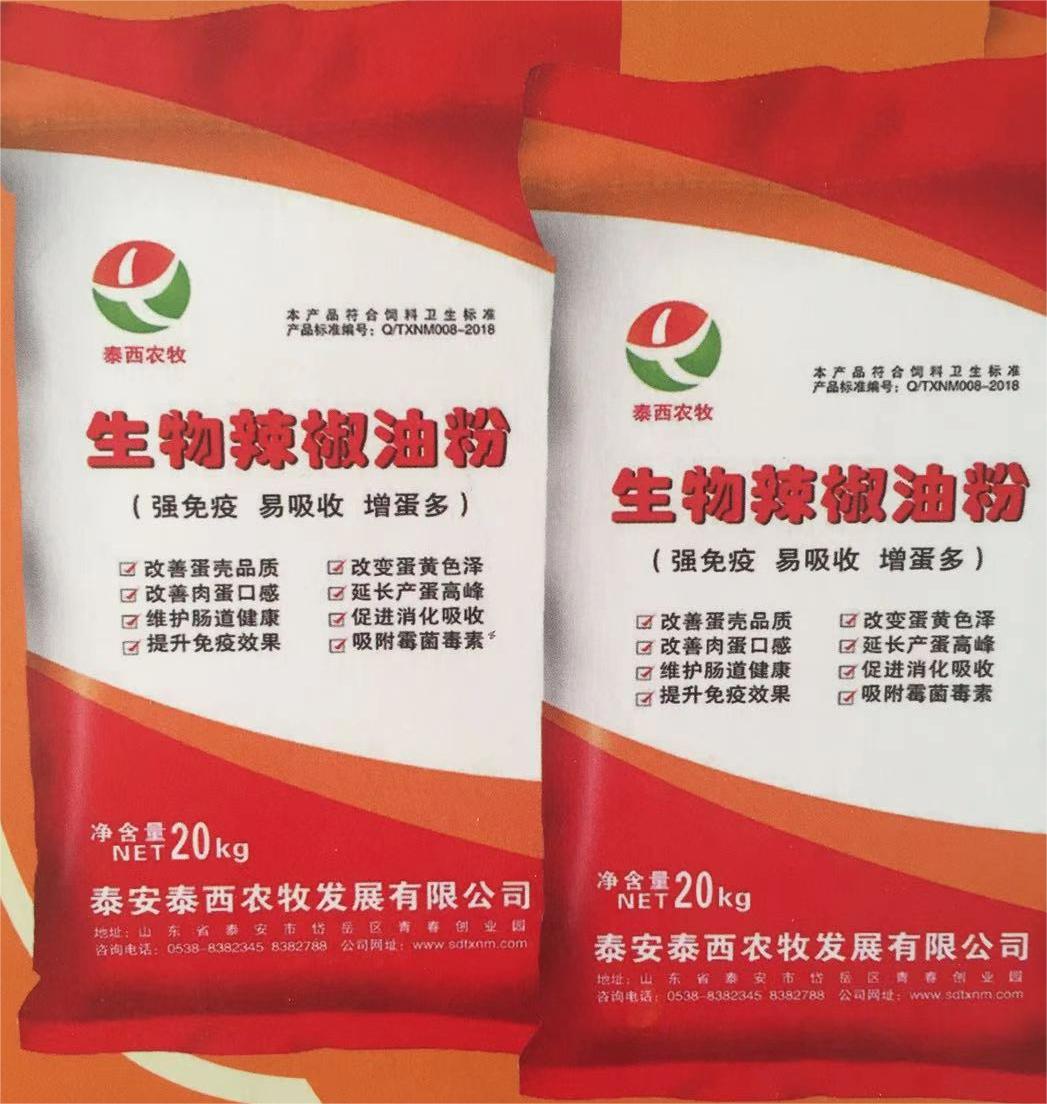 泰西农牧
本产品符合饲料卫生标准
产品标准编号：Q/TXNM008-2018
生物辣椒油粉
（强免疫 易吸收 增蛋多）
改善蛋壳品质 改变蛋黄色泽
改善肉蛋口感 延长产蛋高峰
维护肠道健康 促进消化吸收
提升免疫效果 吸附霉菌毒素
净含量
NET 20kg
泰安泰西农牧发展有限公司
地址：山东省泰安市岱岳区青春创业园
咨询电话：0538-8382345 8382788 公司网址：www.sdtxnm.com
泰西农牧
本产品符合饲料卫生标准
产品标准编号：Q/TXNM008-2018
生物辣椒油粉
（强免疫 易吸收 增蛋多）
改善蛋壳品质 改变蛋黄色泽
改善肉蛋口感 延长产蛋高峰
维护肠道健康 促进消化吸收
提升免疫效果 吸附霉菌毒素
净含量
NET 20kg
泰安泰西农牧发展有限公司
地址：山东省泰安市岱岳区青春创业园
咨询电话：0538-8382345 8382788 公司网址：www.sdtxnm.com